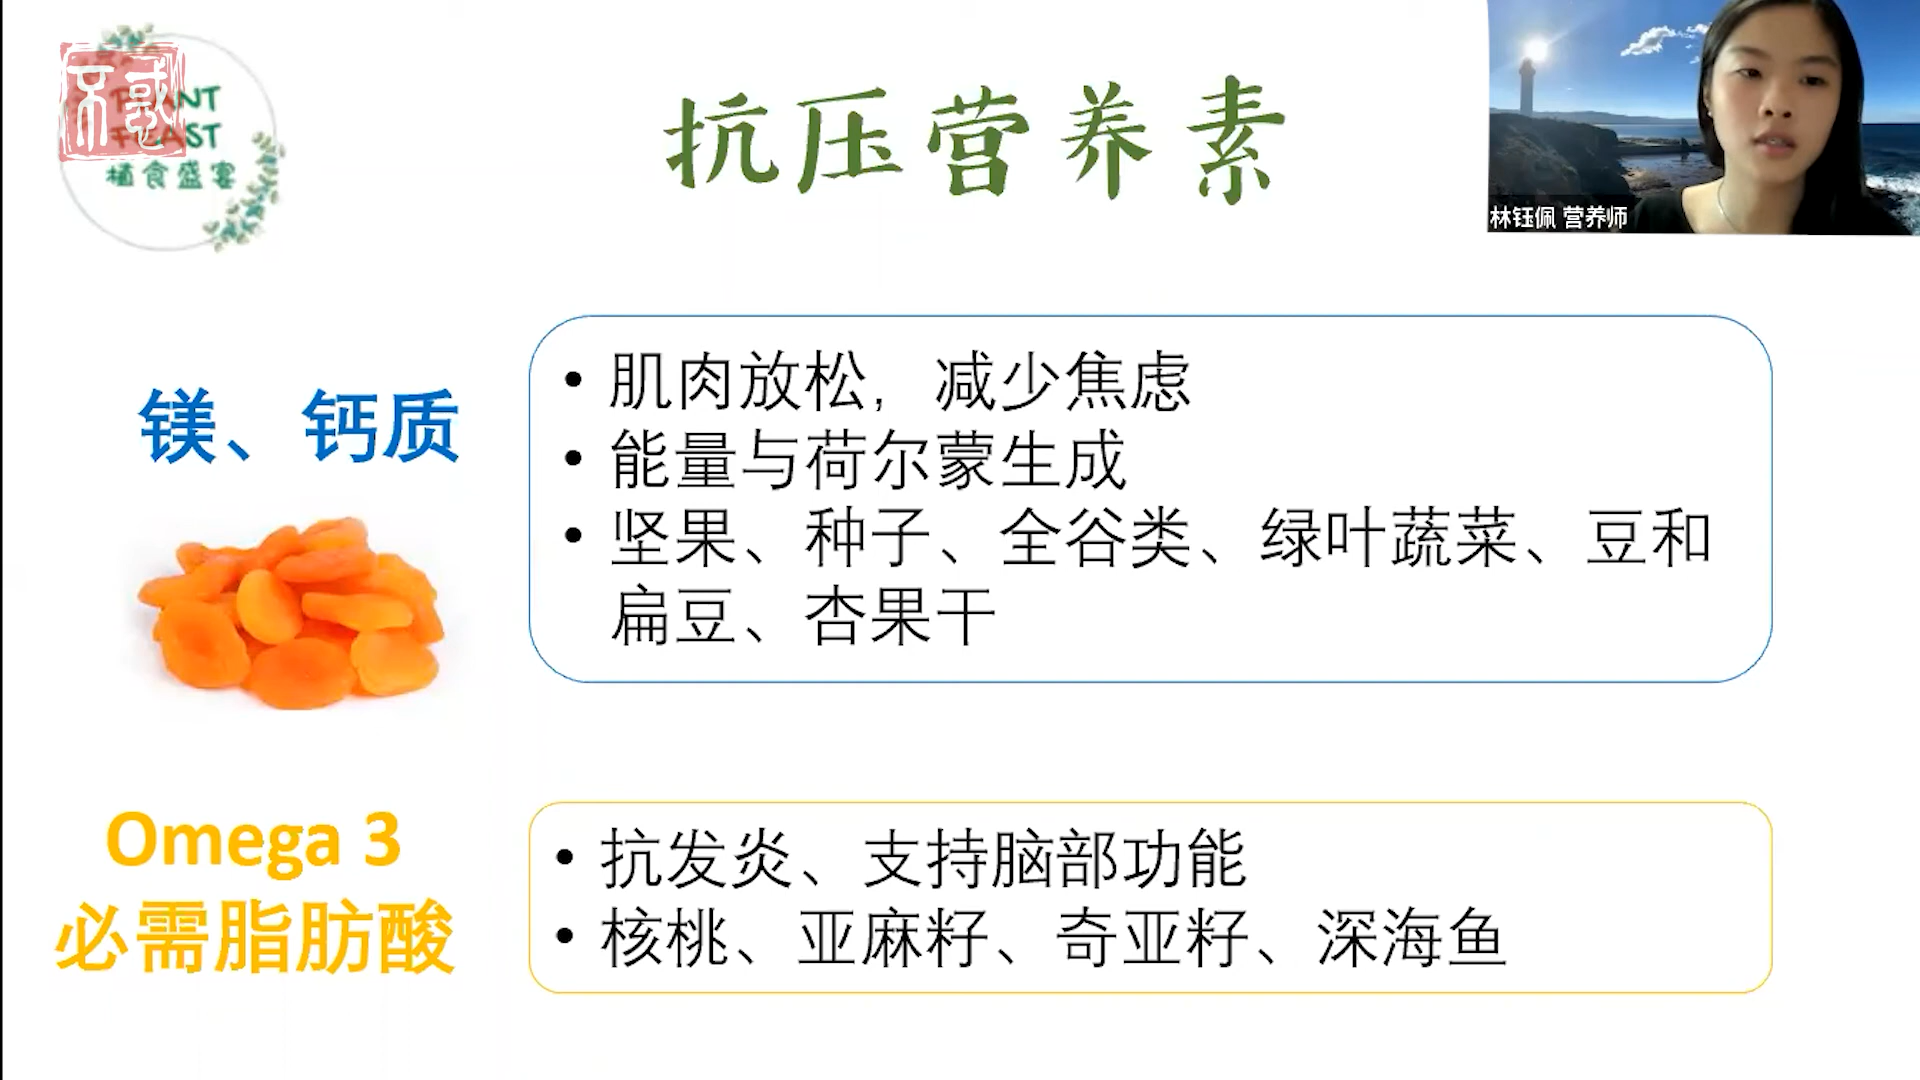 不惑
PLANT
FEAST
植食盛宴
抗压营养素
林钰佩 营养师
镁、钙质
• 肌肉放松，减少焦虑
• 能量与荷尔蒙生成
• 坚果、种子、全谷类、绿叶蔬菜、豆和
扁豆、杏果干
Omega 3
必需脂肪酸
• 抗发炎、支持脑部功能
• 核桃、亚麻籽、奇亚籽、深海鱼